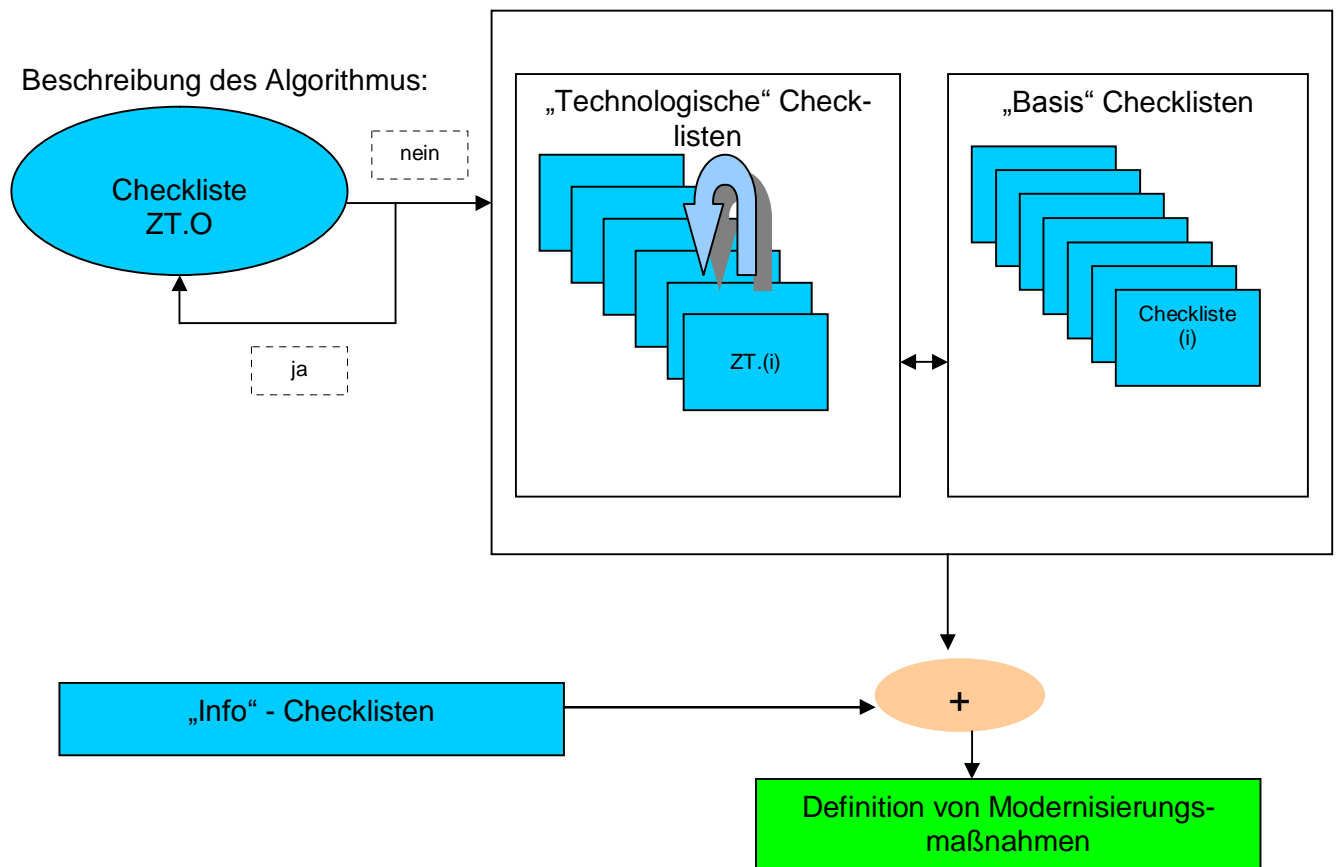 Beschreibung des Algorithmus:
Checkliste
ZT.O
nein
ja
„Technologische“ Check-
listen
ZT.(i)
„Basis“ Checklisten
Checkliste
(i)
„Info“ - Checklisten
+
Definition von Modernisierungs-
maßnahmen